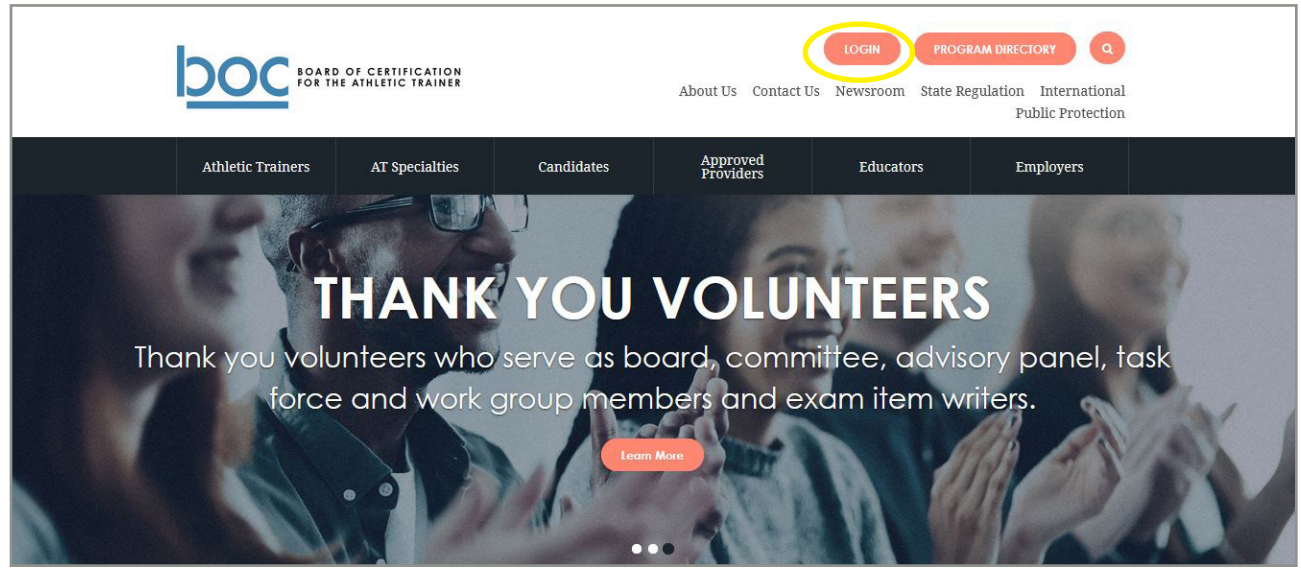 LOGIN PROGRAM DIRECTORY
boc BOARD OF CERTIFICATION
FOR THE ATHLETIC TRAINER
About Us Contact Us Newsroom State Regulation International
Public Protection
Athletic Trainers AT Specialties Candidates Approved
Providers Educators Employers
THANK YOU VOLUNTEERS
Thank you volunteers who serve as board, committee, advisory panel, task
force and work group members and exam item writers.
Learn More